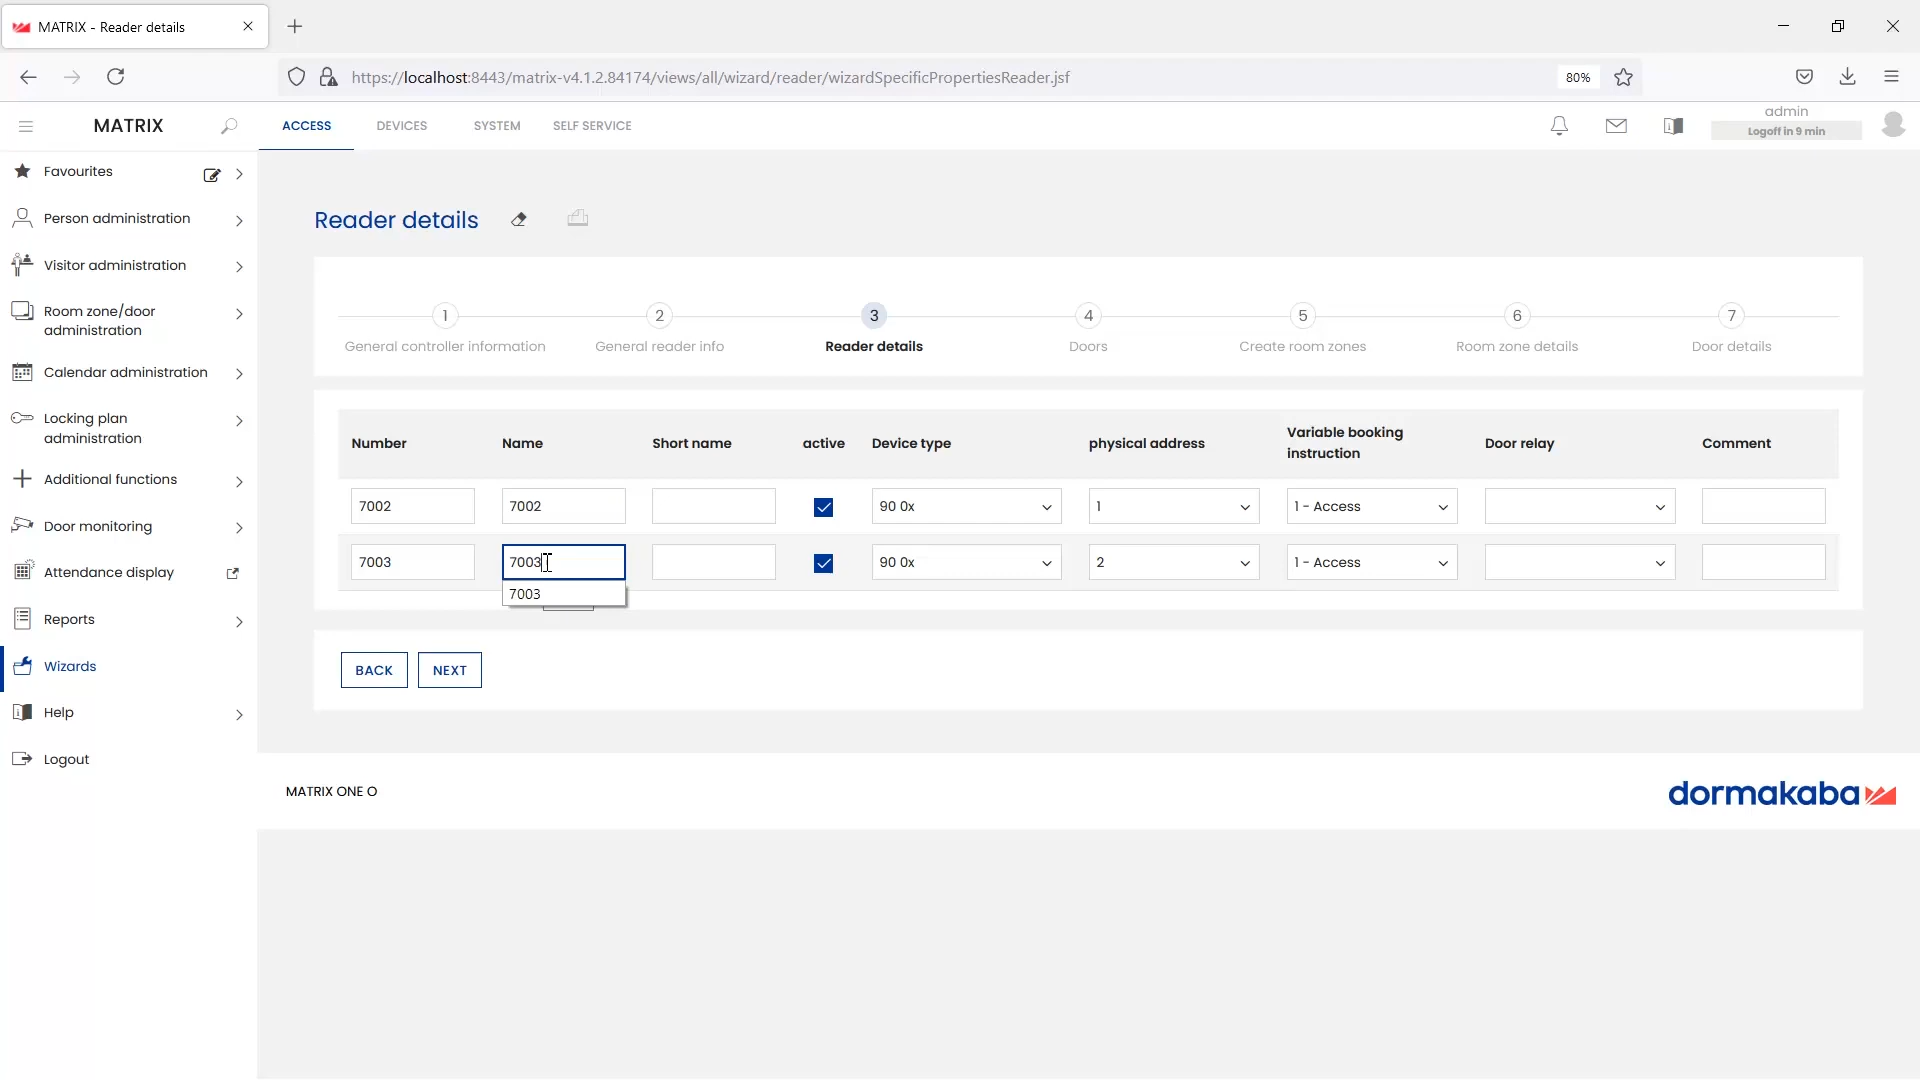 MATRIX - Reader details
https://localhost:8443/matrix-v4.1.2.84174/views/all/wizard/reader/wizardSpecificPropertiesReader.jsf
80%
MATRIX
ACCESS
DEVICES
SYSTEM
SELF SERVICE
admin
Logoff in 9 min
Favourites
Person administration
Visitor administration
Room zone/door
administration
Calendar administration
Locking plan
administration
Additional functions
Door monitoring
Attendance display
Reports
Wizards
Help
Logout
Reader details
1 2 3 4 5 6 7
General controller information General reader info Reader details Doors Create room zones Room zone details Door details
Number Name Short name active Device type physical address Variable booking instruction Door relay Comment
7002 7002 90 0x 1 1 - Access
7003 7003 90 0x 2 1 - Access
7003
BACK NEXT
MATRIX ONE O
dormakaba